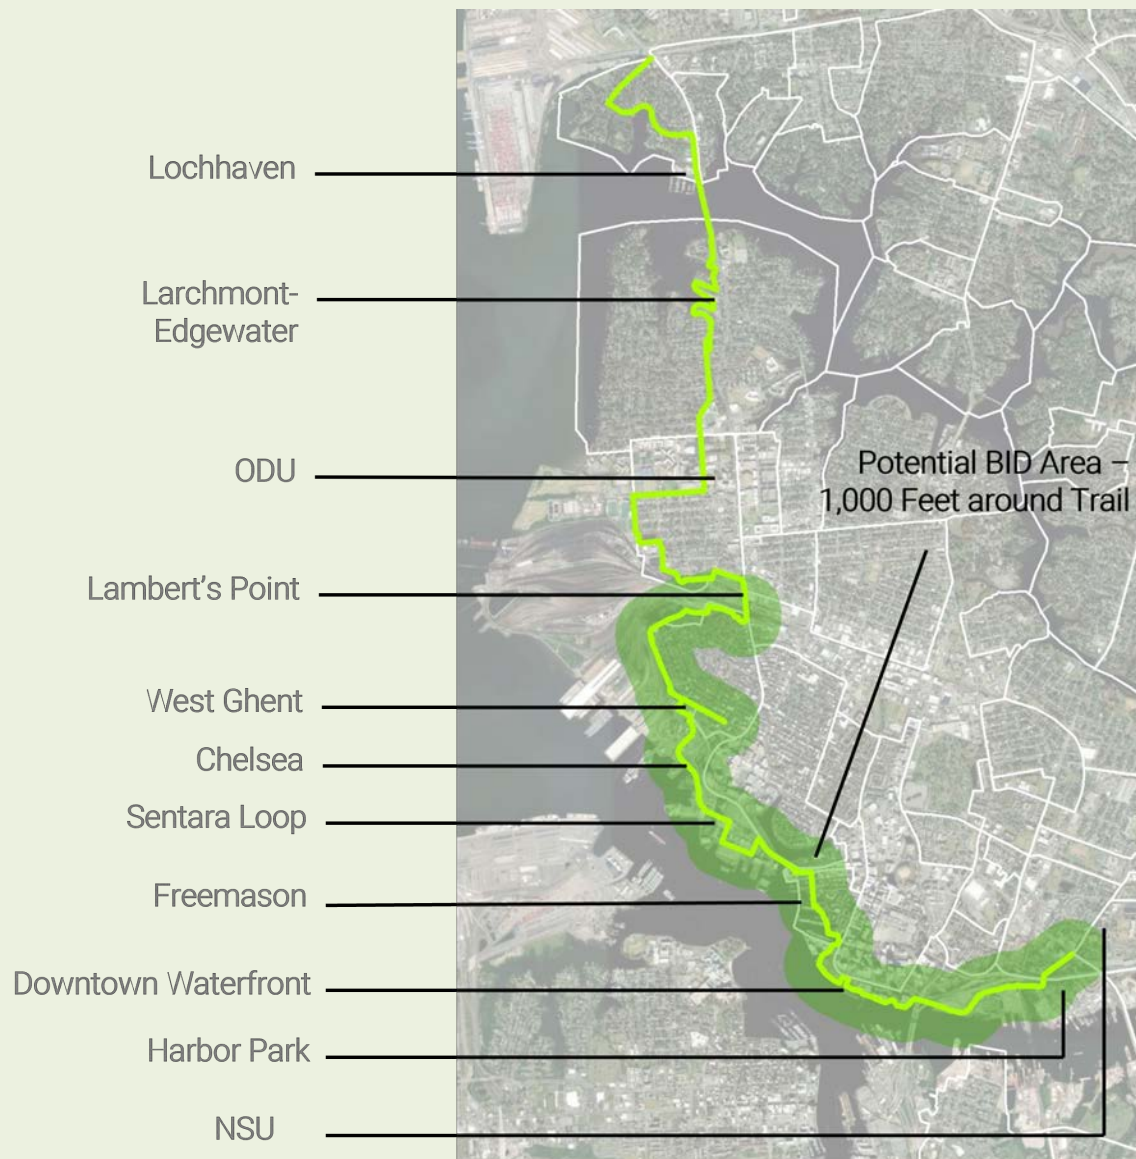 Lochhaven
Larchmont-
Edgewater
ODU
Potential BID Area –
1,000 Feet around Trail
Lambert's Point
West Ghent
Chelsea
Sentara Loop
Freemason
Downtown Waterfront
Harbor Park
NSU